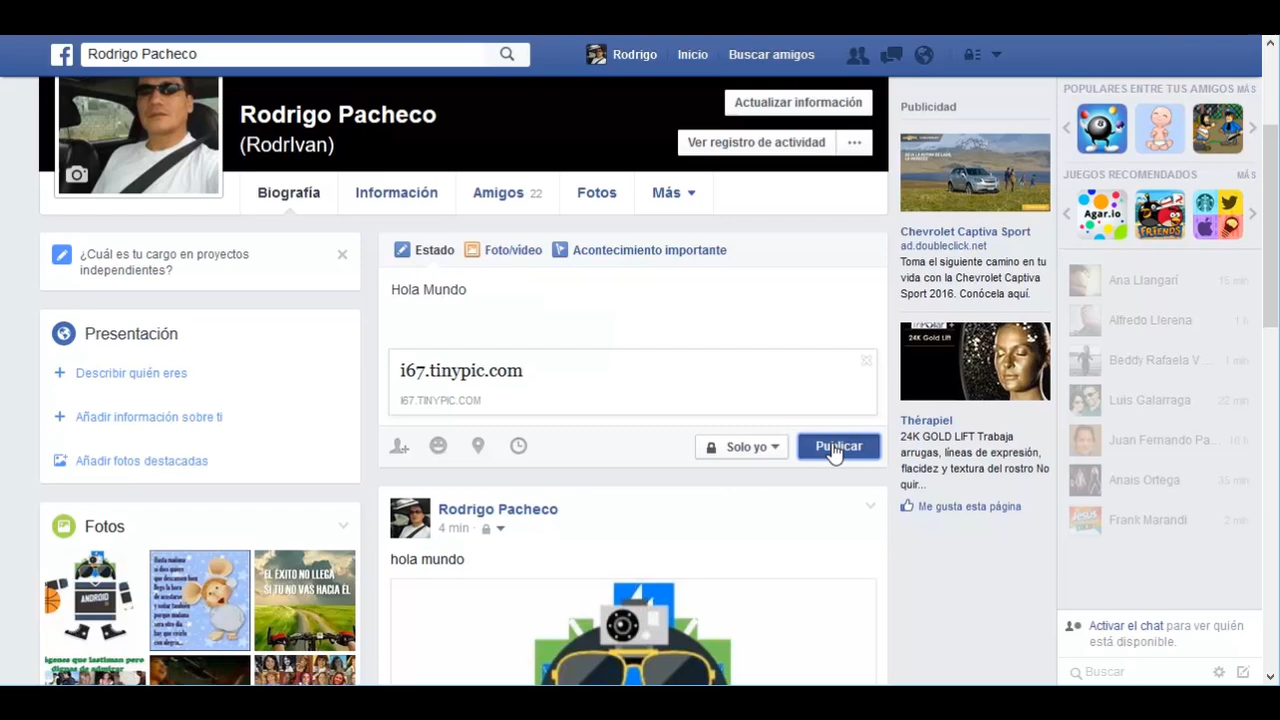 Rodrigo Pacheco
Rodrigo
Inicio
Buscar amigos
Rodrigo Pacheco
(RodrIvan)
Actualizar información
Ver registro de actividad
Biografía
Información
Amigos 22
Fotos
Más
¿Cuál es tu cargo en proyectos
independientes?
Presentación
+ Describir quién eres
+ Añadir información sobre ti
Añadir fotos destacadas
Fotos
ANDROID
EL ÉXITO NO LLEGA
SI TU NO VAS HACIA EL
Estado
Foto/vídeo
Acontecimiento importante
Hola Mundo
i67.tinypic.com
I67.TINYPIC.COM
Solo yo
Publicar
Rodrigo Pacheco
4 min
hola mundo
Publicidad
Chevrolet Captiva Sport
ad.doubleclick.net
Toma el siguiente camino en tu
vida con la Chevrolet Captiva
Sport 2016. Conócela aquí.
24K Gold Lift
Thérapiel
24K GOLD LIFT Trabaja
arrugas, líneas de expresión,
flacidez y textura del rostro No
quir...
Me gusta esta página
POPULARES ENTRE TUS AMIGOS MÁS
JUEGOS RECOMENDADOS MÁS
Agar.io
FRIENDS
Ana Llangarí 15 min
Alfredo Llerena 1 h
Beddy Rafaela V ... 1 min
Luis Galarraga 22 min
Juan Fernando Pa... 16 h
Anais Ortega 35 min
Frank Marandi 2 min
Activar el chat para ver quién
está disponible.
Buscar